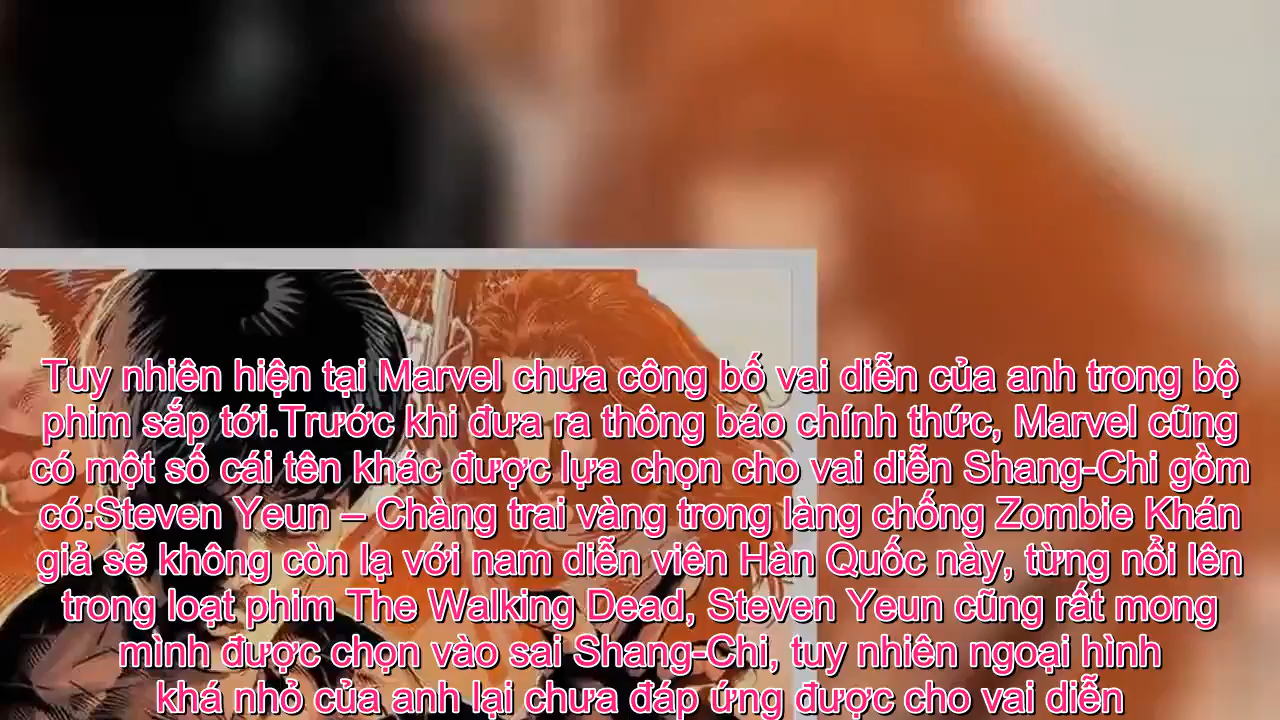 Tuy nhiên hiện tại Marvel chưa công bố vai diễn của anh trong bộ
phim sắp tới.Trước khi đưa ra thông báo chính thức, Marvel cũng
có một số cái tên khác được lựa chọn cho vai diễn Shang-Chi gồm
có:Steven Yeun – Chàng trai vàng trong làng chống Zombie Khán
giả sẽ không còn lạ với nam diễn viên Hàn Quốc này, từng nổi lên
trong loạt phim The Walking Dead, Steven Yeun cũng rất mong
mình được chọn vào sai Shang-Chi, tuy nhiên ngoại hình
khá nhỏ của anh lại chưa đáp ứng được cho vai diễn